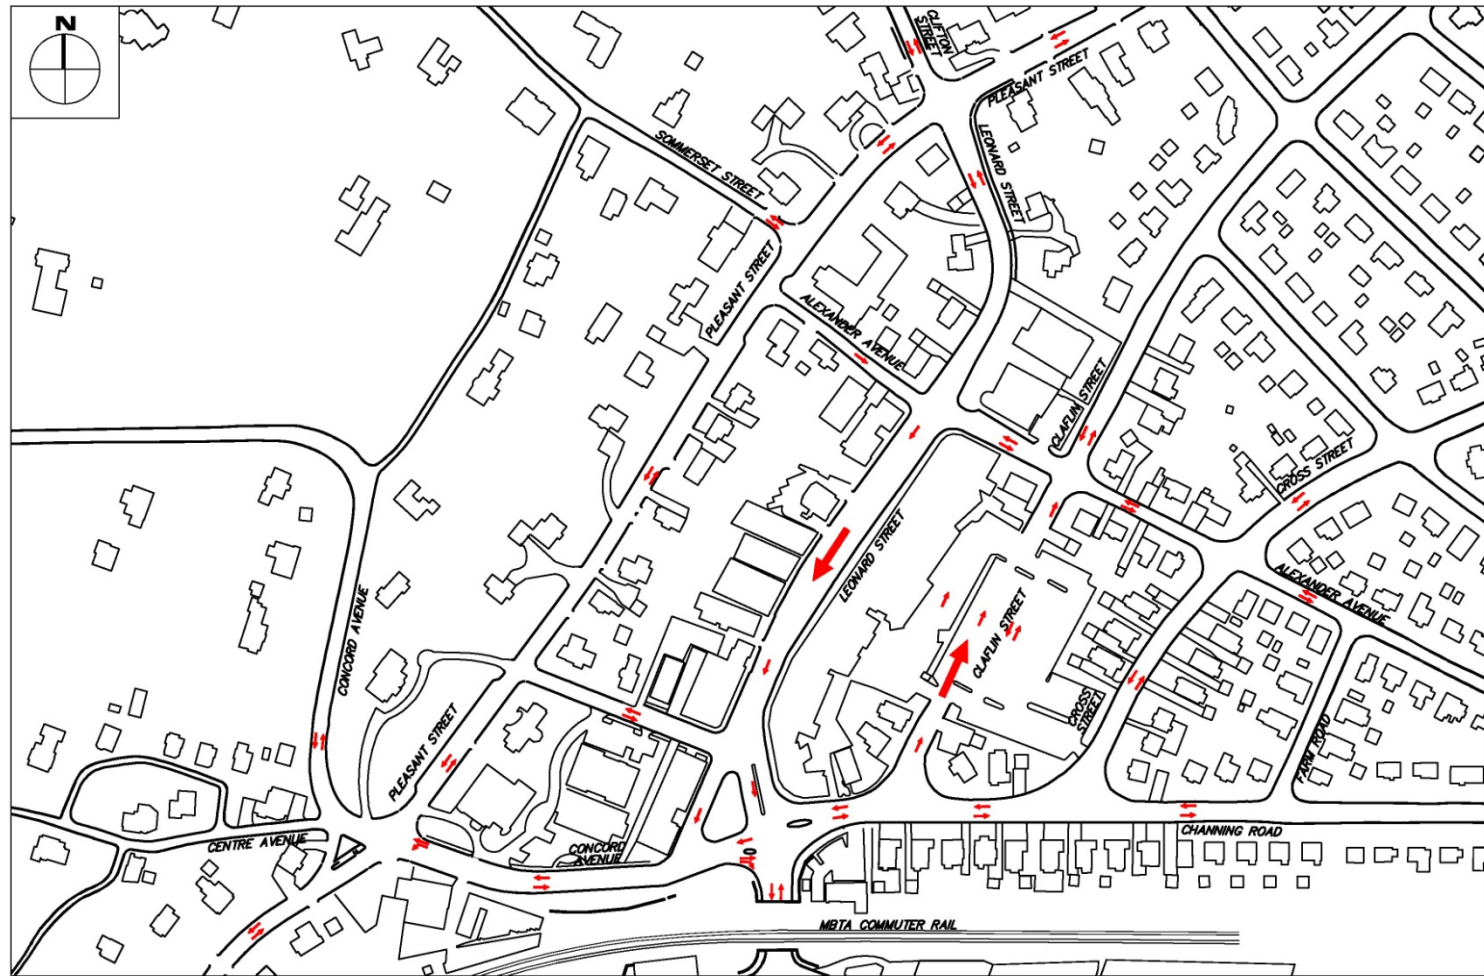 N
CLIFTON
STREET
PLEASANT STREET
LEONARD STREET
SOMMERSET STREET
PLEASANT STREET
ALEXANDER AVENUE
CLAFLIN STREET
CROSS STREET
LEONARD STREET
ALEXANDER AVENUE
CONCORD AVENUE
CLAFLIN STREET
CROSS
STREET
PLEASANT STREET
FARM ROAD
CENTRE AVENUE
CONCORD
AVENUE
CHANNING ROAD
MBTA COMMUTER RAIL